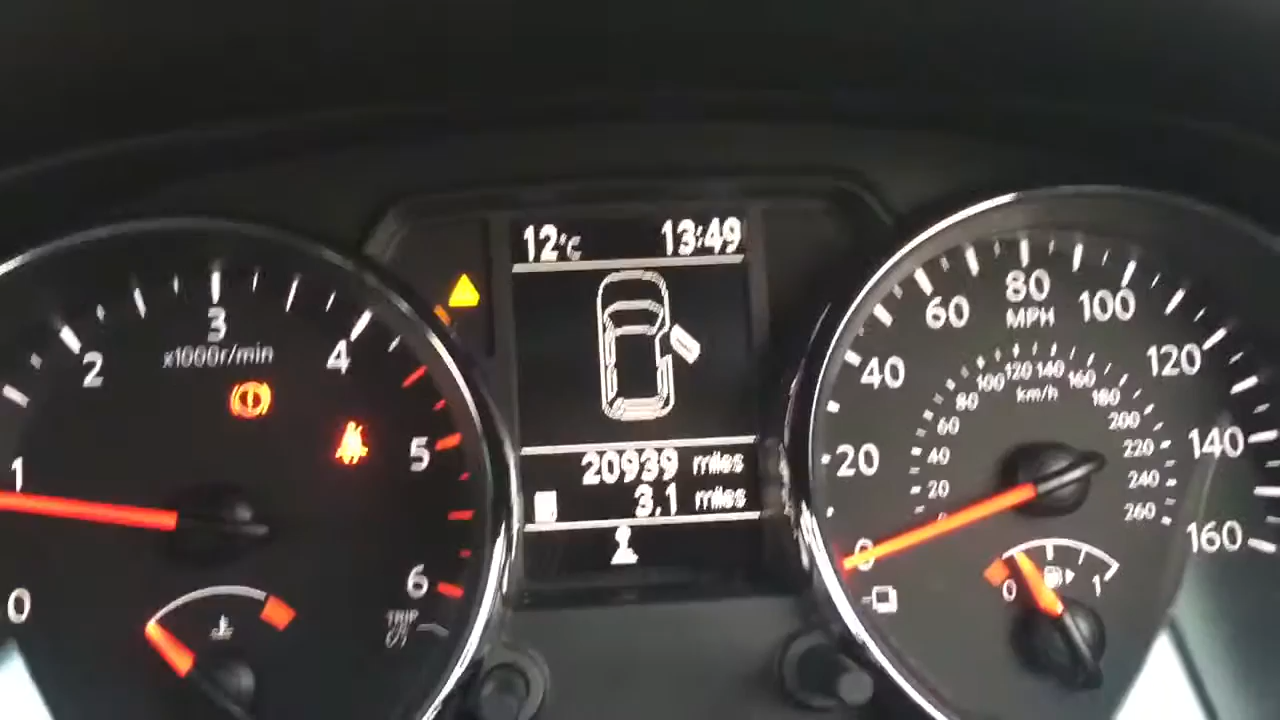 12°C 13:49
20939 miles
3.1 miles
0 1 2 3 4 5 6
x1000r/min
TRIP
0 20 40 60 80 100 120 140 160
MPH
20 40 60 80 100 120 140 160 180 200 220 240 260
km/h
0 1